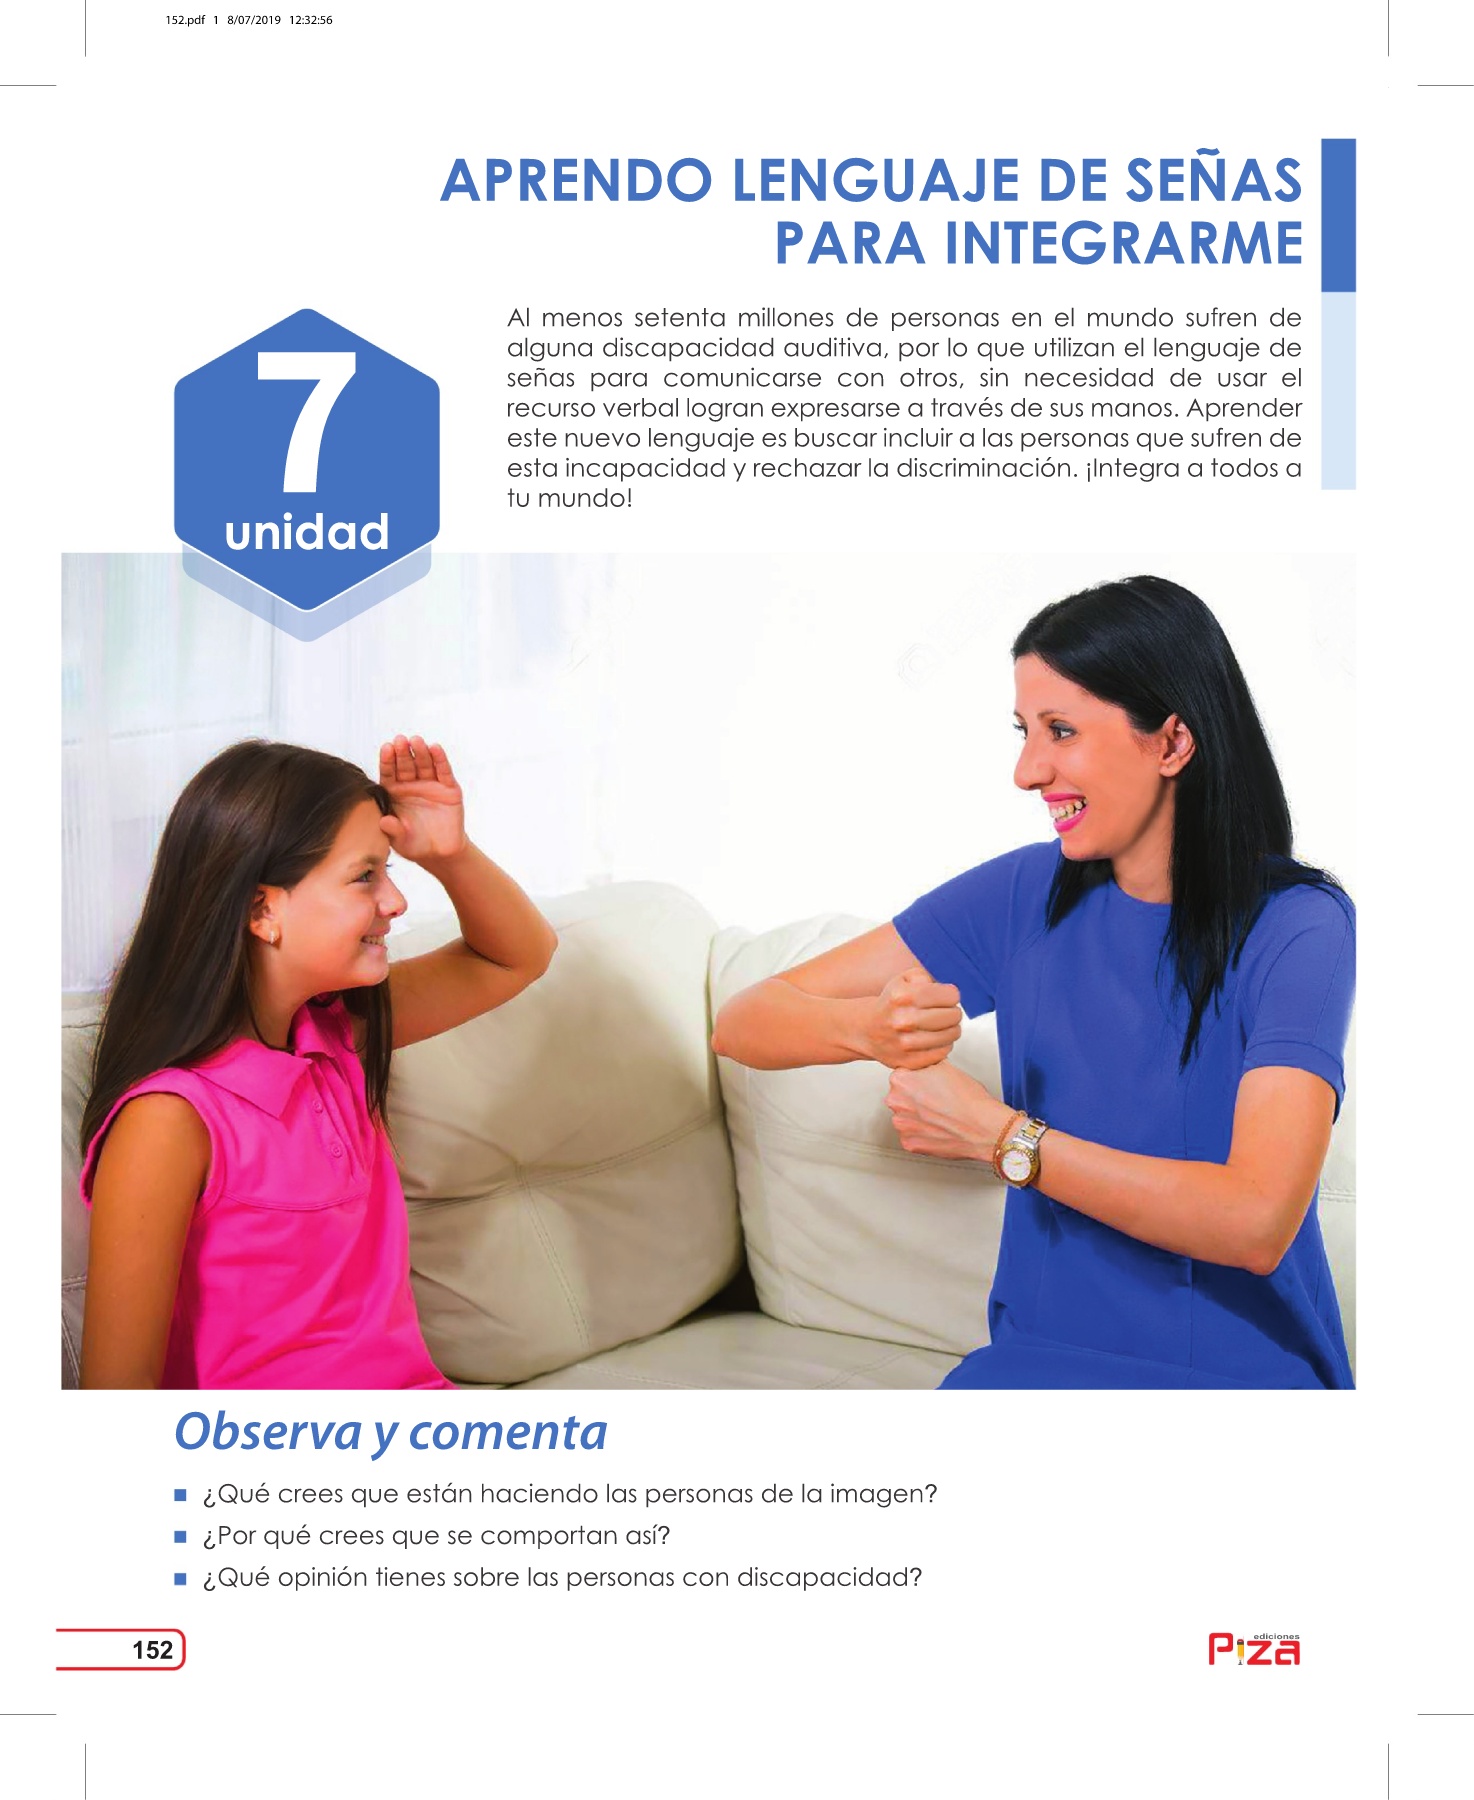 152.pdf 1 8/07/2019 12:32:56
APRENDO LENGUAJE DE SEÑAS
PARA INTEGRARME
7
unidad
Al menos setenta millones de personas en el mundo sufren de
alguna discapacidad auditiva, por lo que utilizan el lenguaje de
señas para comunicarse con otros, sin necesidad de usar el
recurso verbal logran expresarse a través de sus manos. Aprender
este nuevo lenguaje es buscar incluir a las personas que sufren de
esta incapacidad y rechazar la discriminación. ¡Integra a todos a
tu mundo!
Observa y comenta
¿Qué crees que están haciendo las personas de la imagen?
¿Por qué crees que se comportan así?
¿Qué opinión tienes sobre las personas con discapacidad?
152
ediciones
Piza